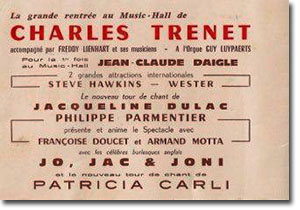 La grande rentrée au Music-Hall de
CHARLES TRENET
accompagné par FREDDY LIENHART et ses musiciens - A l'Orgue GUY LUYPAERTS
Pour la 1re fois au Music-Hall JEAN-CLAUDE DAIGLE
2 grandes attractions internationales
STEVE HAWKINS - WESTER
Le nouveau tour de chant de
JACQUELINE DULAC
PHILIPPE PARMENTIER
présente et anime le Spectacle avec
FRANÇOISE DOUCET et ARMAND MOTTA
avec les célèbres burlesques anglais
JO, JAC & JONI
et le nouveau tour de chant de
PATRICIA CARLI